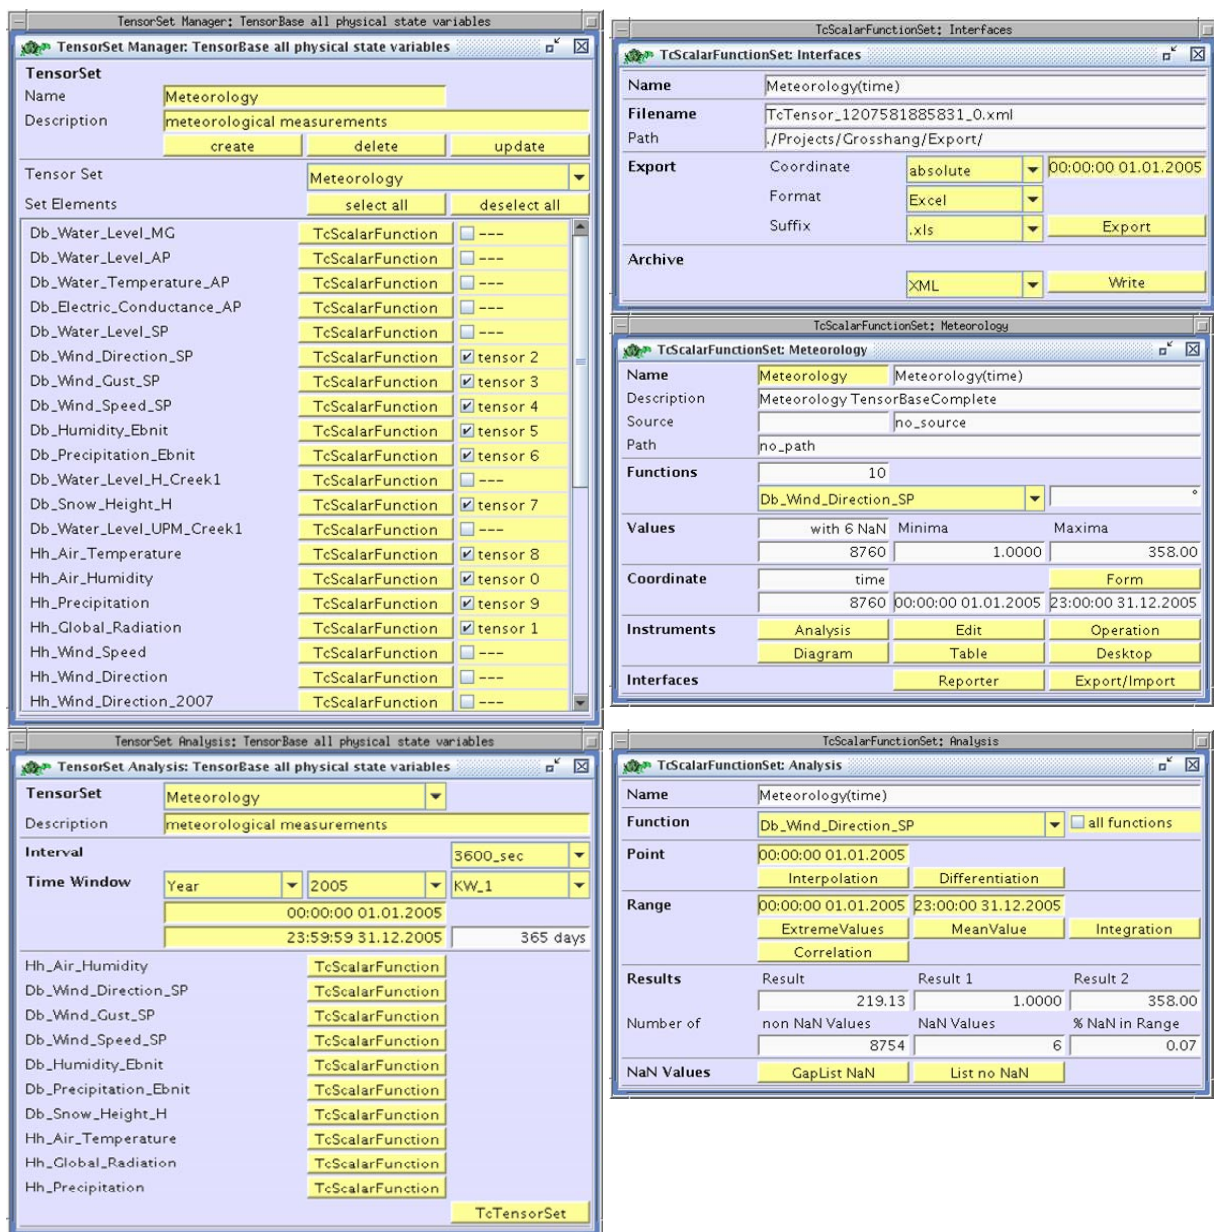 TensorSet Manager: TensorBase all physical state variables
TensorSet Manager: TensorBase all physical state variables
TensorSet
Name Meteorology
Description meteorological measurements
create delete update
Tensor Set Meteorology
Set Elements select all deselect all
Db_Water_Level_MG TcScalarFunction ---
Db_Water_Level_AP TcScalarFunction ---
Db_Water_Temperature_AP TcScalarFunction ---
Db_Electric_Conductance_AP TcScalarFunction ---
Db_Water_Level_SP TcScalarFunction ---
Db_Wind_Direction_SP TcScalarFunction tensor 2
Db_Wind_Gust_SP TcScalarFunction tensor 3
Db_Wind_Speed_SP TcScalarFunction tensor 4
Db_Humidity_Ebnit TcScalarFunction tensor 5
Db_Precipitation_Ebnit TcScalarFunction tensor 6
Db_Water_Level_H_Creek1 TcScalarFunction ---
Db_Snow_Height_H TcScalarFunction tensor 7
Db_Water_Level_UPM_Creek1 TcScalarFunction ---
Hh_Air_Temperature TcScalarFunction tensor 8
Hh_Air_Humidity TcScalarFunction tensor 0
Hh_Precipitation TcScalarFunction tensor 9
Hh_Global_Radiation TcScalarFunction tensor 1
Hh_Wind_Speed TcScalarFunction ---
Hh_Wind_Direction TcScalarFunction ---
Hh_Wind_Direction_2007 TcScalarFunction ---
TcScalarFunctionSet: Interfaces
TcScalarFunctionSet: Interfaces
Name Meteorology(time)
Filename TcTensor_1207581885831_0.xml
Path ./Projects/Grosshang/Export/
Export Coordinate absolute 00:00:00 01.01.2005
Format Excel
Suffix .xls Export
Archive
XML Write
TcScalarFunctionSet: Meteorology
TcScalarFunctionSet: Meteorology
Name Meteorology Meteorology(time)
Description Meteorology TensorBaseComplete
Source no_source
Path no_path
Functions 10
Db_Wind_Direction_SP °
Values with 6 NaN Minima Maxima
8760 1.0000 358.00
Coordinate time Form
8760 00:00:00 01.01.2005 23:00:00 31.12.2005
Instruments Analysis Edit Operation
Diagram Table Desktop
Interfaces Reporter Export/Import
TensorSet Analysis: TensorBase all physical state variables
TensorSet Analysis: TensorBase all physical state variables
TensorSet Meteorology
Description meteorological measurements
Interval 3600_sec
Time Window Year 2005 KW_1
00:00:00 01.01.2005
23:59:59 31.12.2005 365 days
Hh_Air_Humidity TcScalarFunction
Db_Wind_Direction_SP TcScalarFunction
Db_Wind_Gust_SP TcScalarFunction
Db_Wind_Speed_SP TcScalarFunction
Db_Humidity_Ebnit TcScalarFunction
Db_Precipitation_Ebnit TcScalarFunction
Db_Snow_Height_H TcScalarFunction
Hh_Air_Temperature TcScalarFunction
Hh_Global_Radiation TcScalarFunction
Hh_Precipitation TcScalarFunction
TcTensorSet
TcScalarFunctionSet: Analysis
TcScalarFunctionSet: Analysis
Name Meteorology(time)
Function Db_Wind_Direction_SP all functions
Point 00:00:00 01.01.2005
Interpolation Differentiation
Range 00:00:00 01.01.2005 23:00:00 31.12.2005
ExtremeValues MeanValue Integration
Correlation
Results Result Result 1 Result 2
219.13 1.0000 358.00
Number of non NaN Values NaN Values % NaN in Range
8754 6 0.07
NaN Values GapList NaN List no NaN